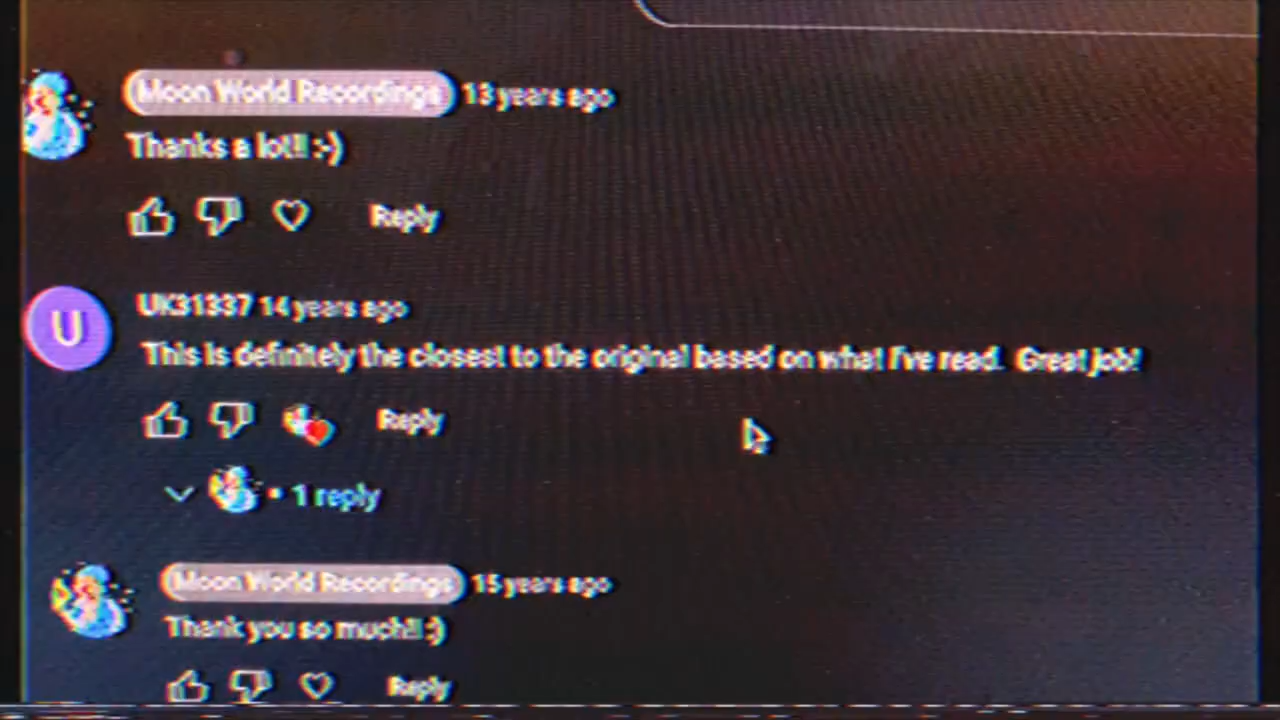 Moon World Recordings 13 years ago
Thanks a lot!! :-)
Reply
U
UK31337 14 years ago
This is definitely the closest to the original based on what I've read. Great job!
Reply
• 1 reply
Moon World Recordings 15 years ago
Thank you so much!! :)
Reply